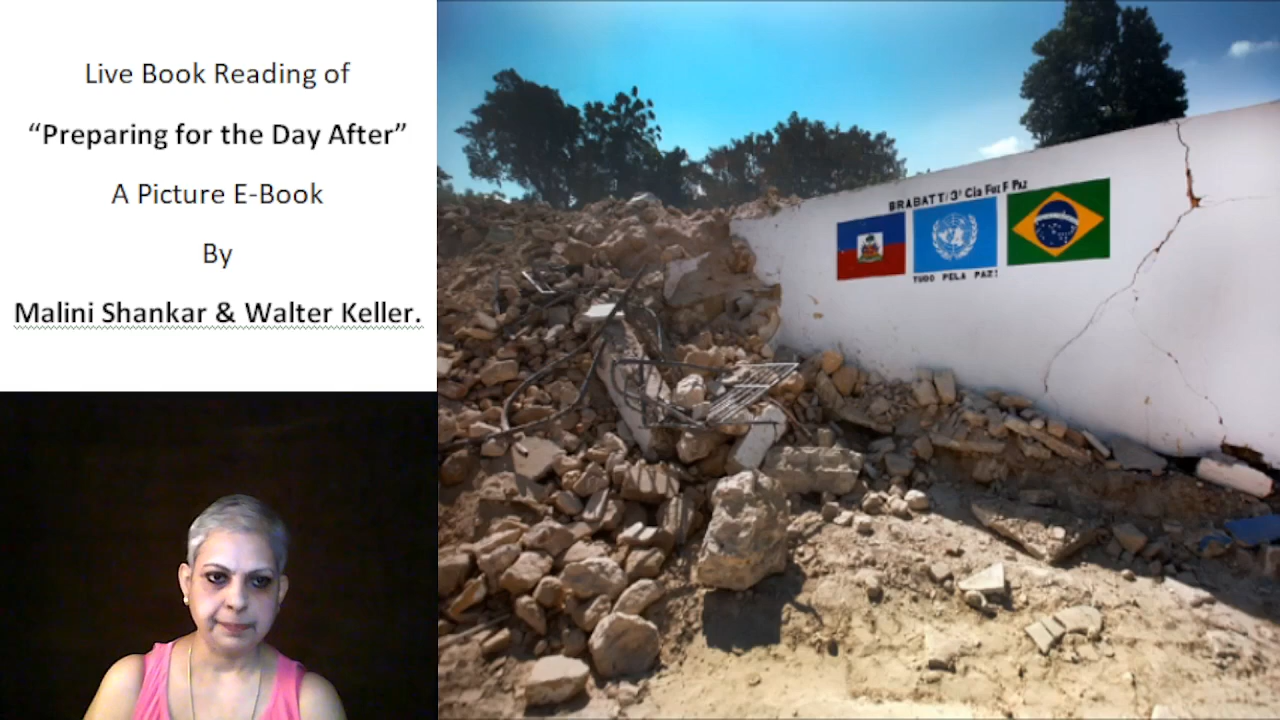 Live Book Reading of
“Preparing for the Day After”
A Picture E-Book
By
Malini Shankar & Walter Keller.
BRABATT/3ª Cia Fuz F Paz
TUDO PELA PAZ!